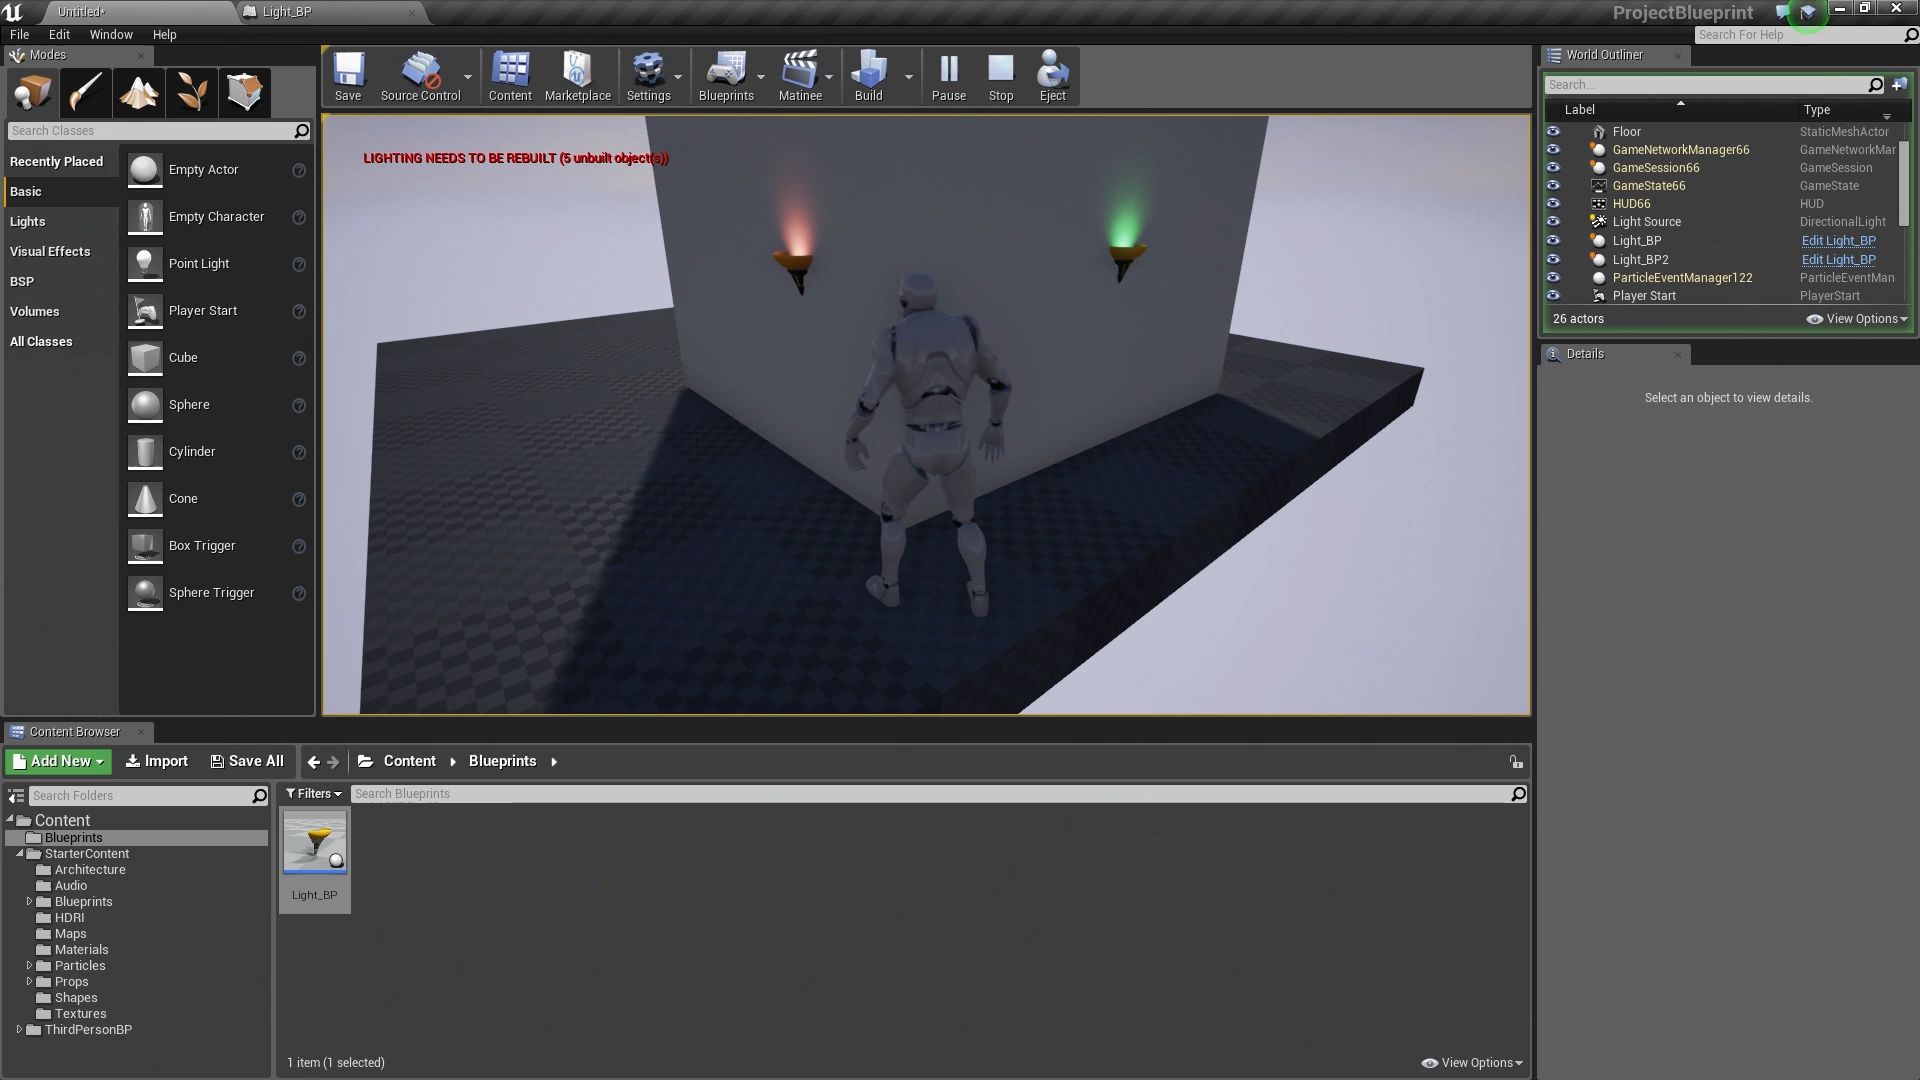 Untitled*
Light_BP
ProjectBlueprint
File Edit Window Help
Search For Help
Modes
Search Classes
Recently Placed
Basic
Lights
Visual Effects
BSP
Volumes
All Classes
Empty Actor
Empty Character
Point Light
Player Start
Cube
Sphere
Cylinder
Cone
Box Trigger
Sphere Trigger
Save Source Control Content Marketplace Settings Blueprints Matinee Build Pause Stop Eject
LIGHTING NEEDS TO BE REBUILT (5 unbuilt object(s))
World Outliner
Search...
Label Type
Floor StaticMeshActor
GameNetworkManager66 GameNetworkMar
GameSession66 GameSession
GameState66 GameState
HUD66 HUD
Light Source DirectionalLight
Light_BP Edit Light_BP
Light_BP2 Edit Light_BP
ParticleEventManager122 ParticleEventMan
Player Start PlayerStart
26 actors View Options
Details
Select an object to view details.
Content Browser
Add New Import Save All Content Blueprints
Search Folders
Filters Search Blueprints
Content
Blueprints
StarterContent
Architecture
Audio
Blueprints
HDRI
Maps
Materials
Particles
Props
Shapes
Textures
ThirdPersonBP
Light_BP
1 item (1 selected)
View Options